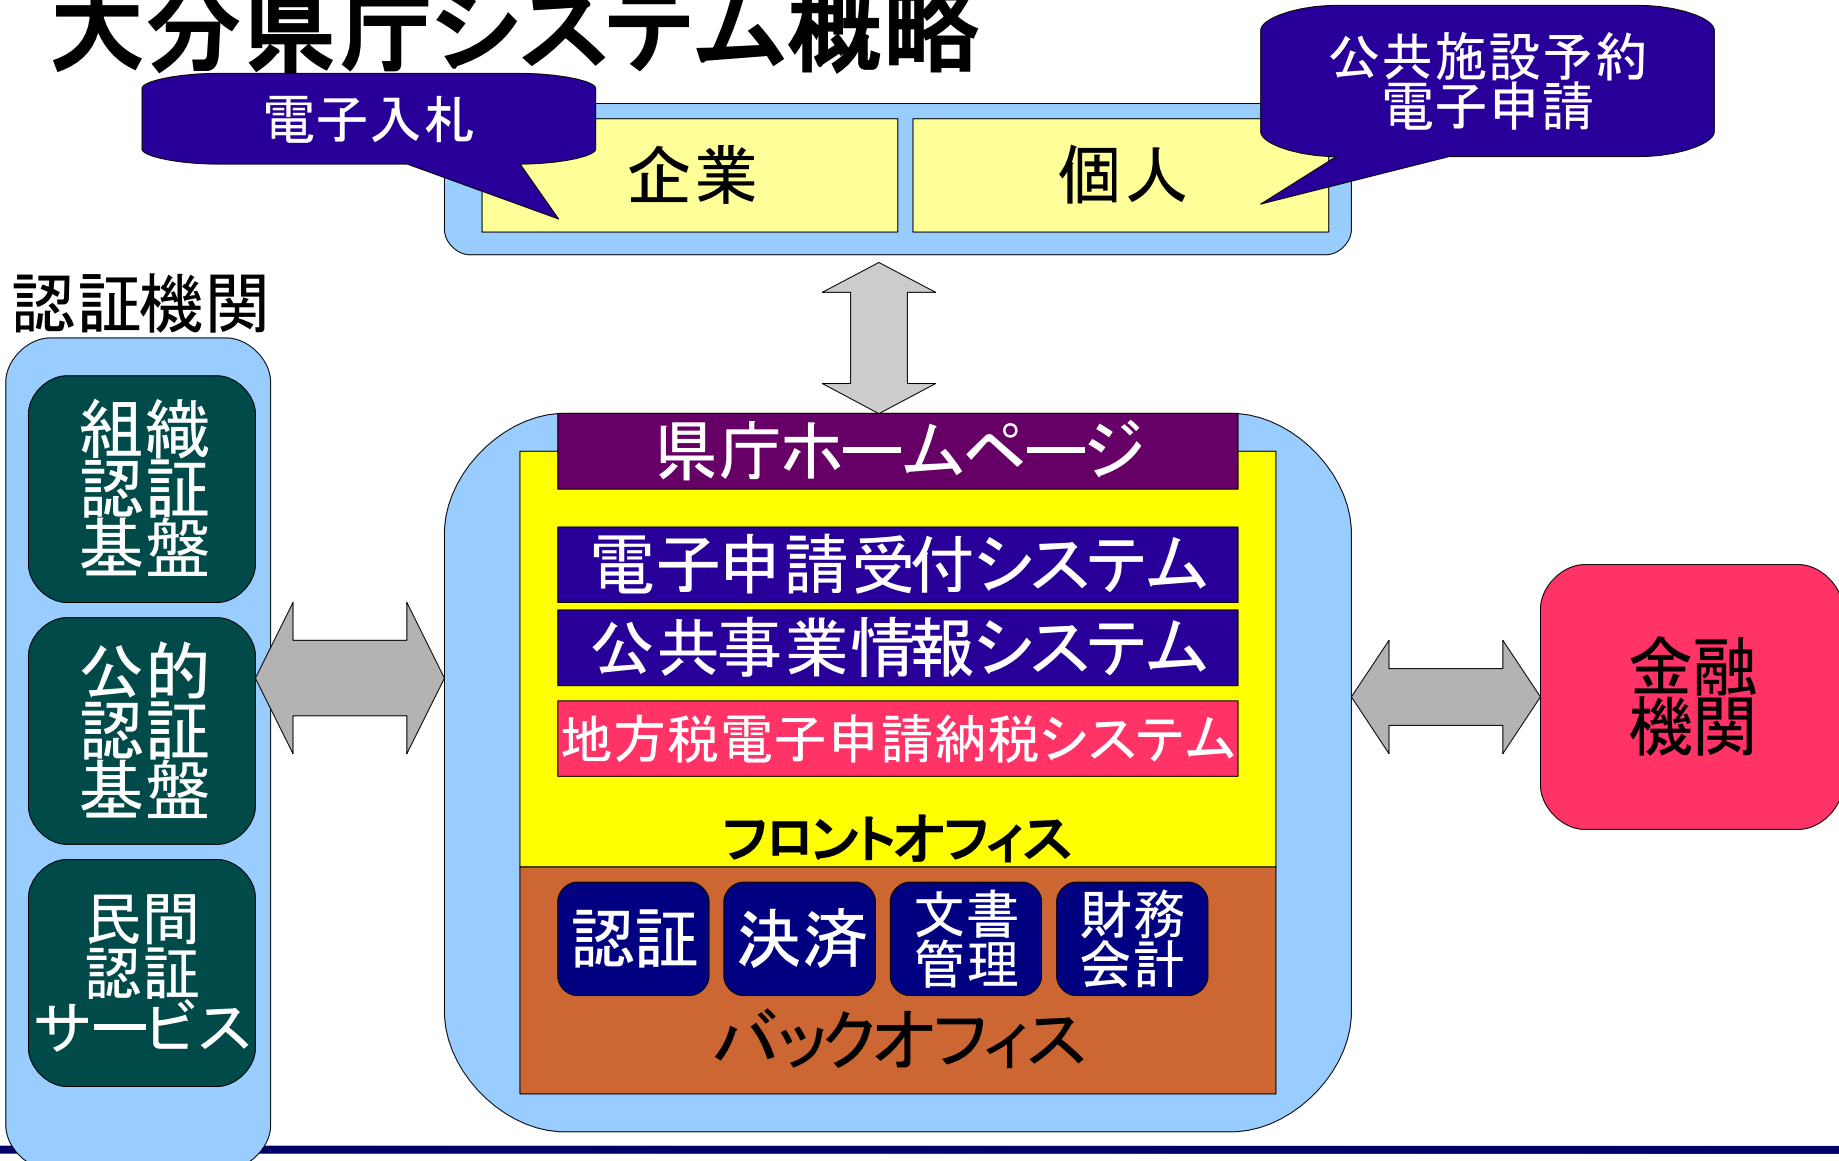 大分県庁システム概略
電子入札
公共施設予約
電子申請
企業
個人
認証機関
組織
認証
基盤
公的
認証
基盤
民間
認証
サービス
県庁ホームページ
電子申請受付システム
公共事業情報システム
地方税電子申請納税システム
フロントオフィス
認証
決済
文書
管理
財務
会計
バックオフィス
金融
機関